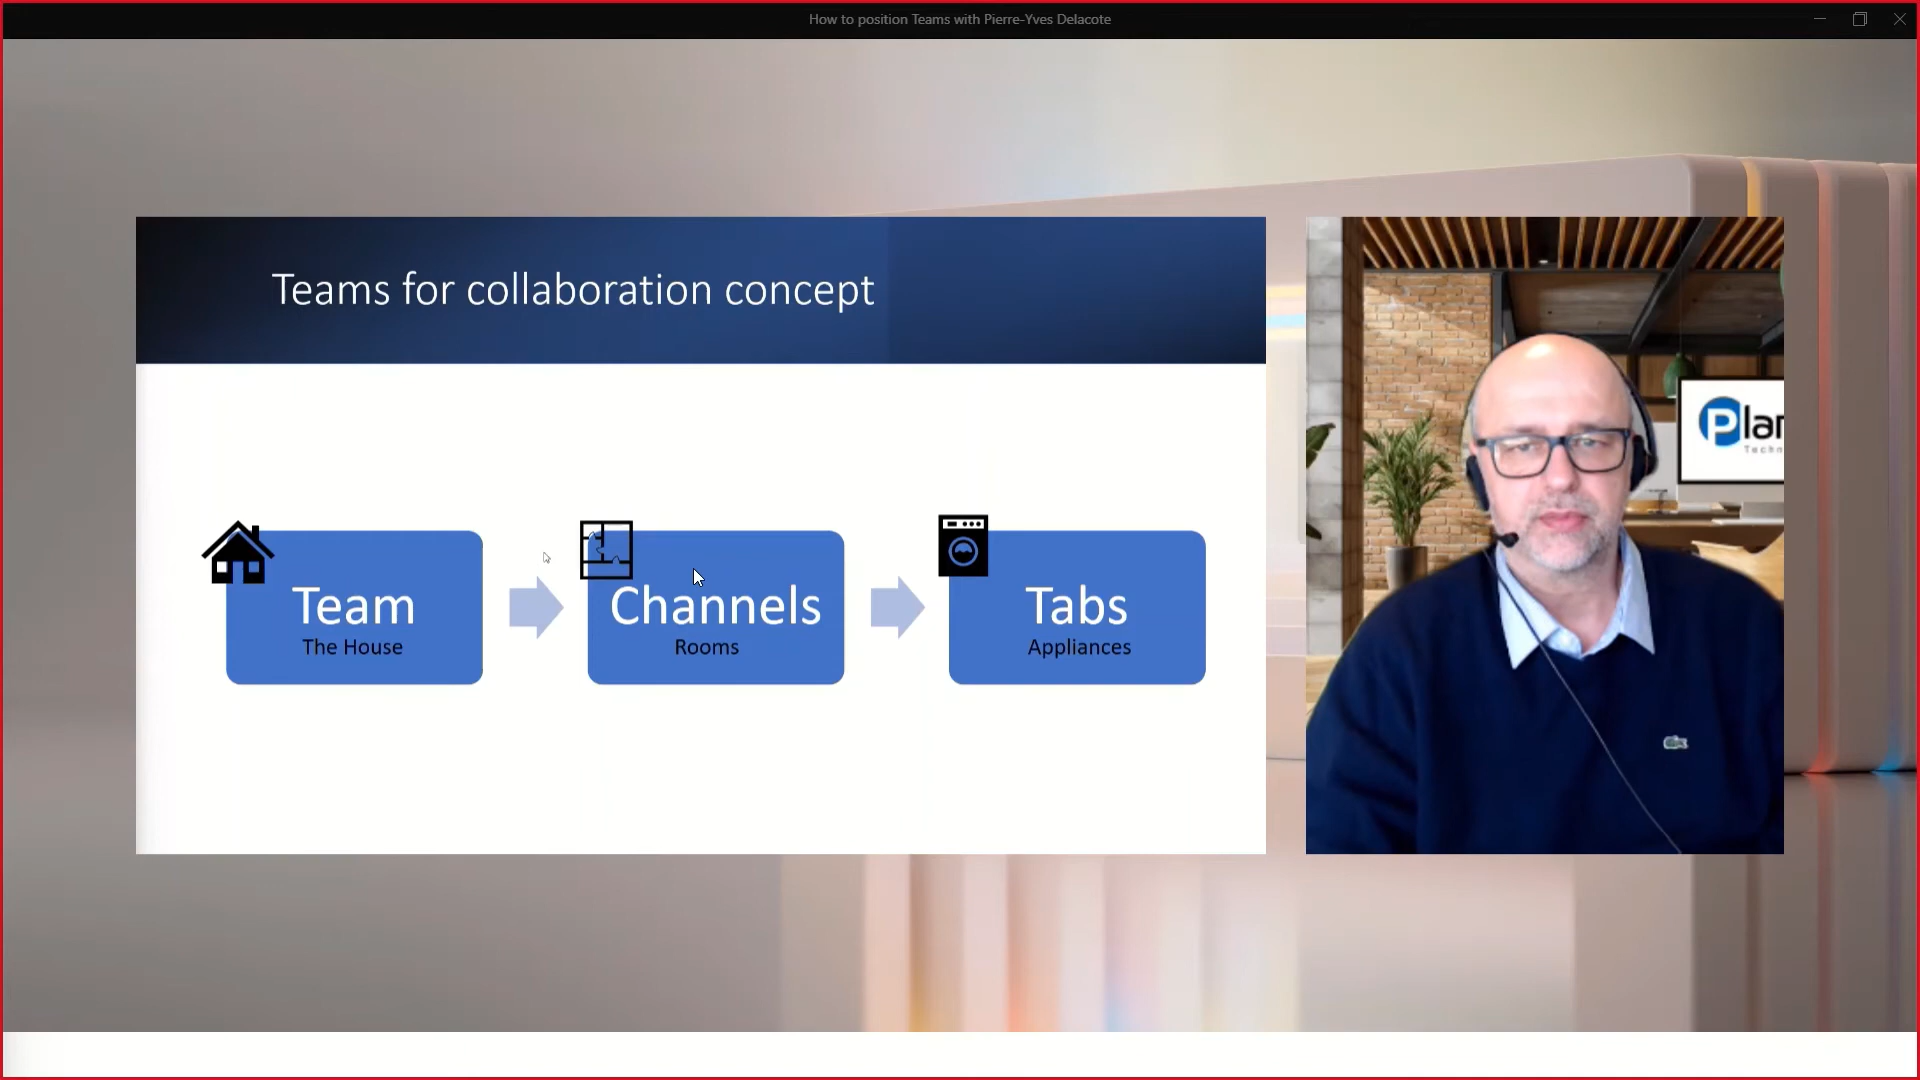 How to position Teams with Pierre-Yves Delacote
Teams for collaboration concept
Team
The House
Channels
Rooms
Tabs
Appliances
Plan